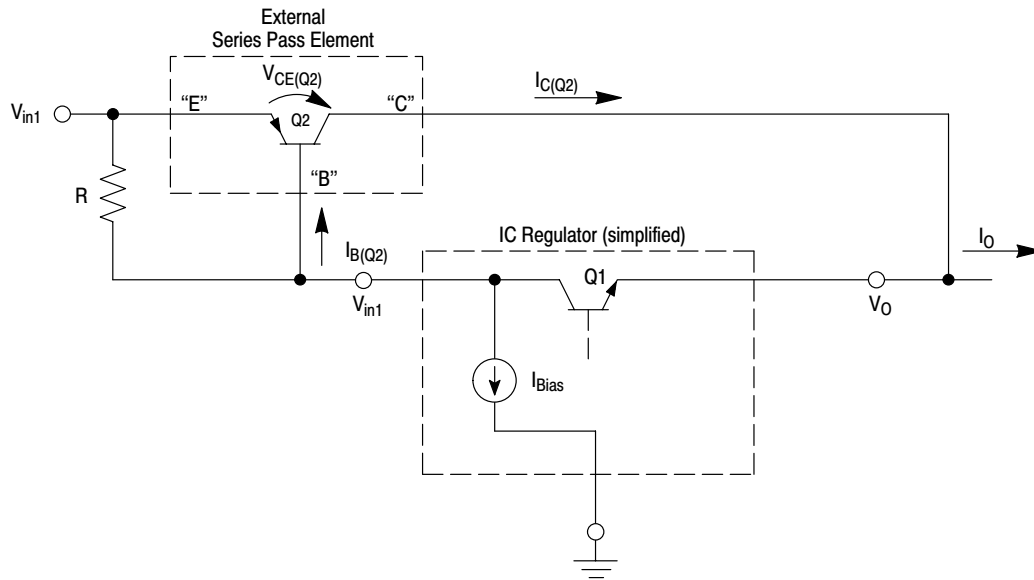 External
Series Pass Element
V_CE(Q2)
I_C(Q2)
V_in1
"E"
Q2
"C"
R
"B"
I_B(Q2)
IC Regulator (simplified)
I_O
Q1
V_in1
V_O
I_Bias